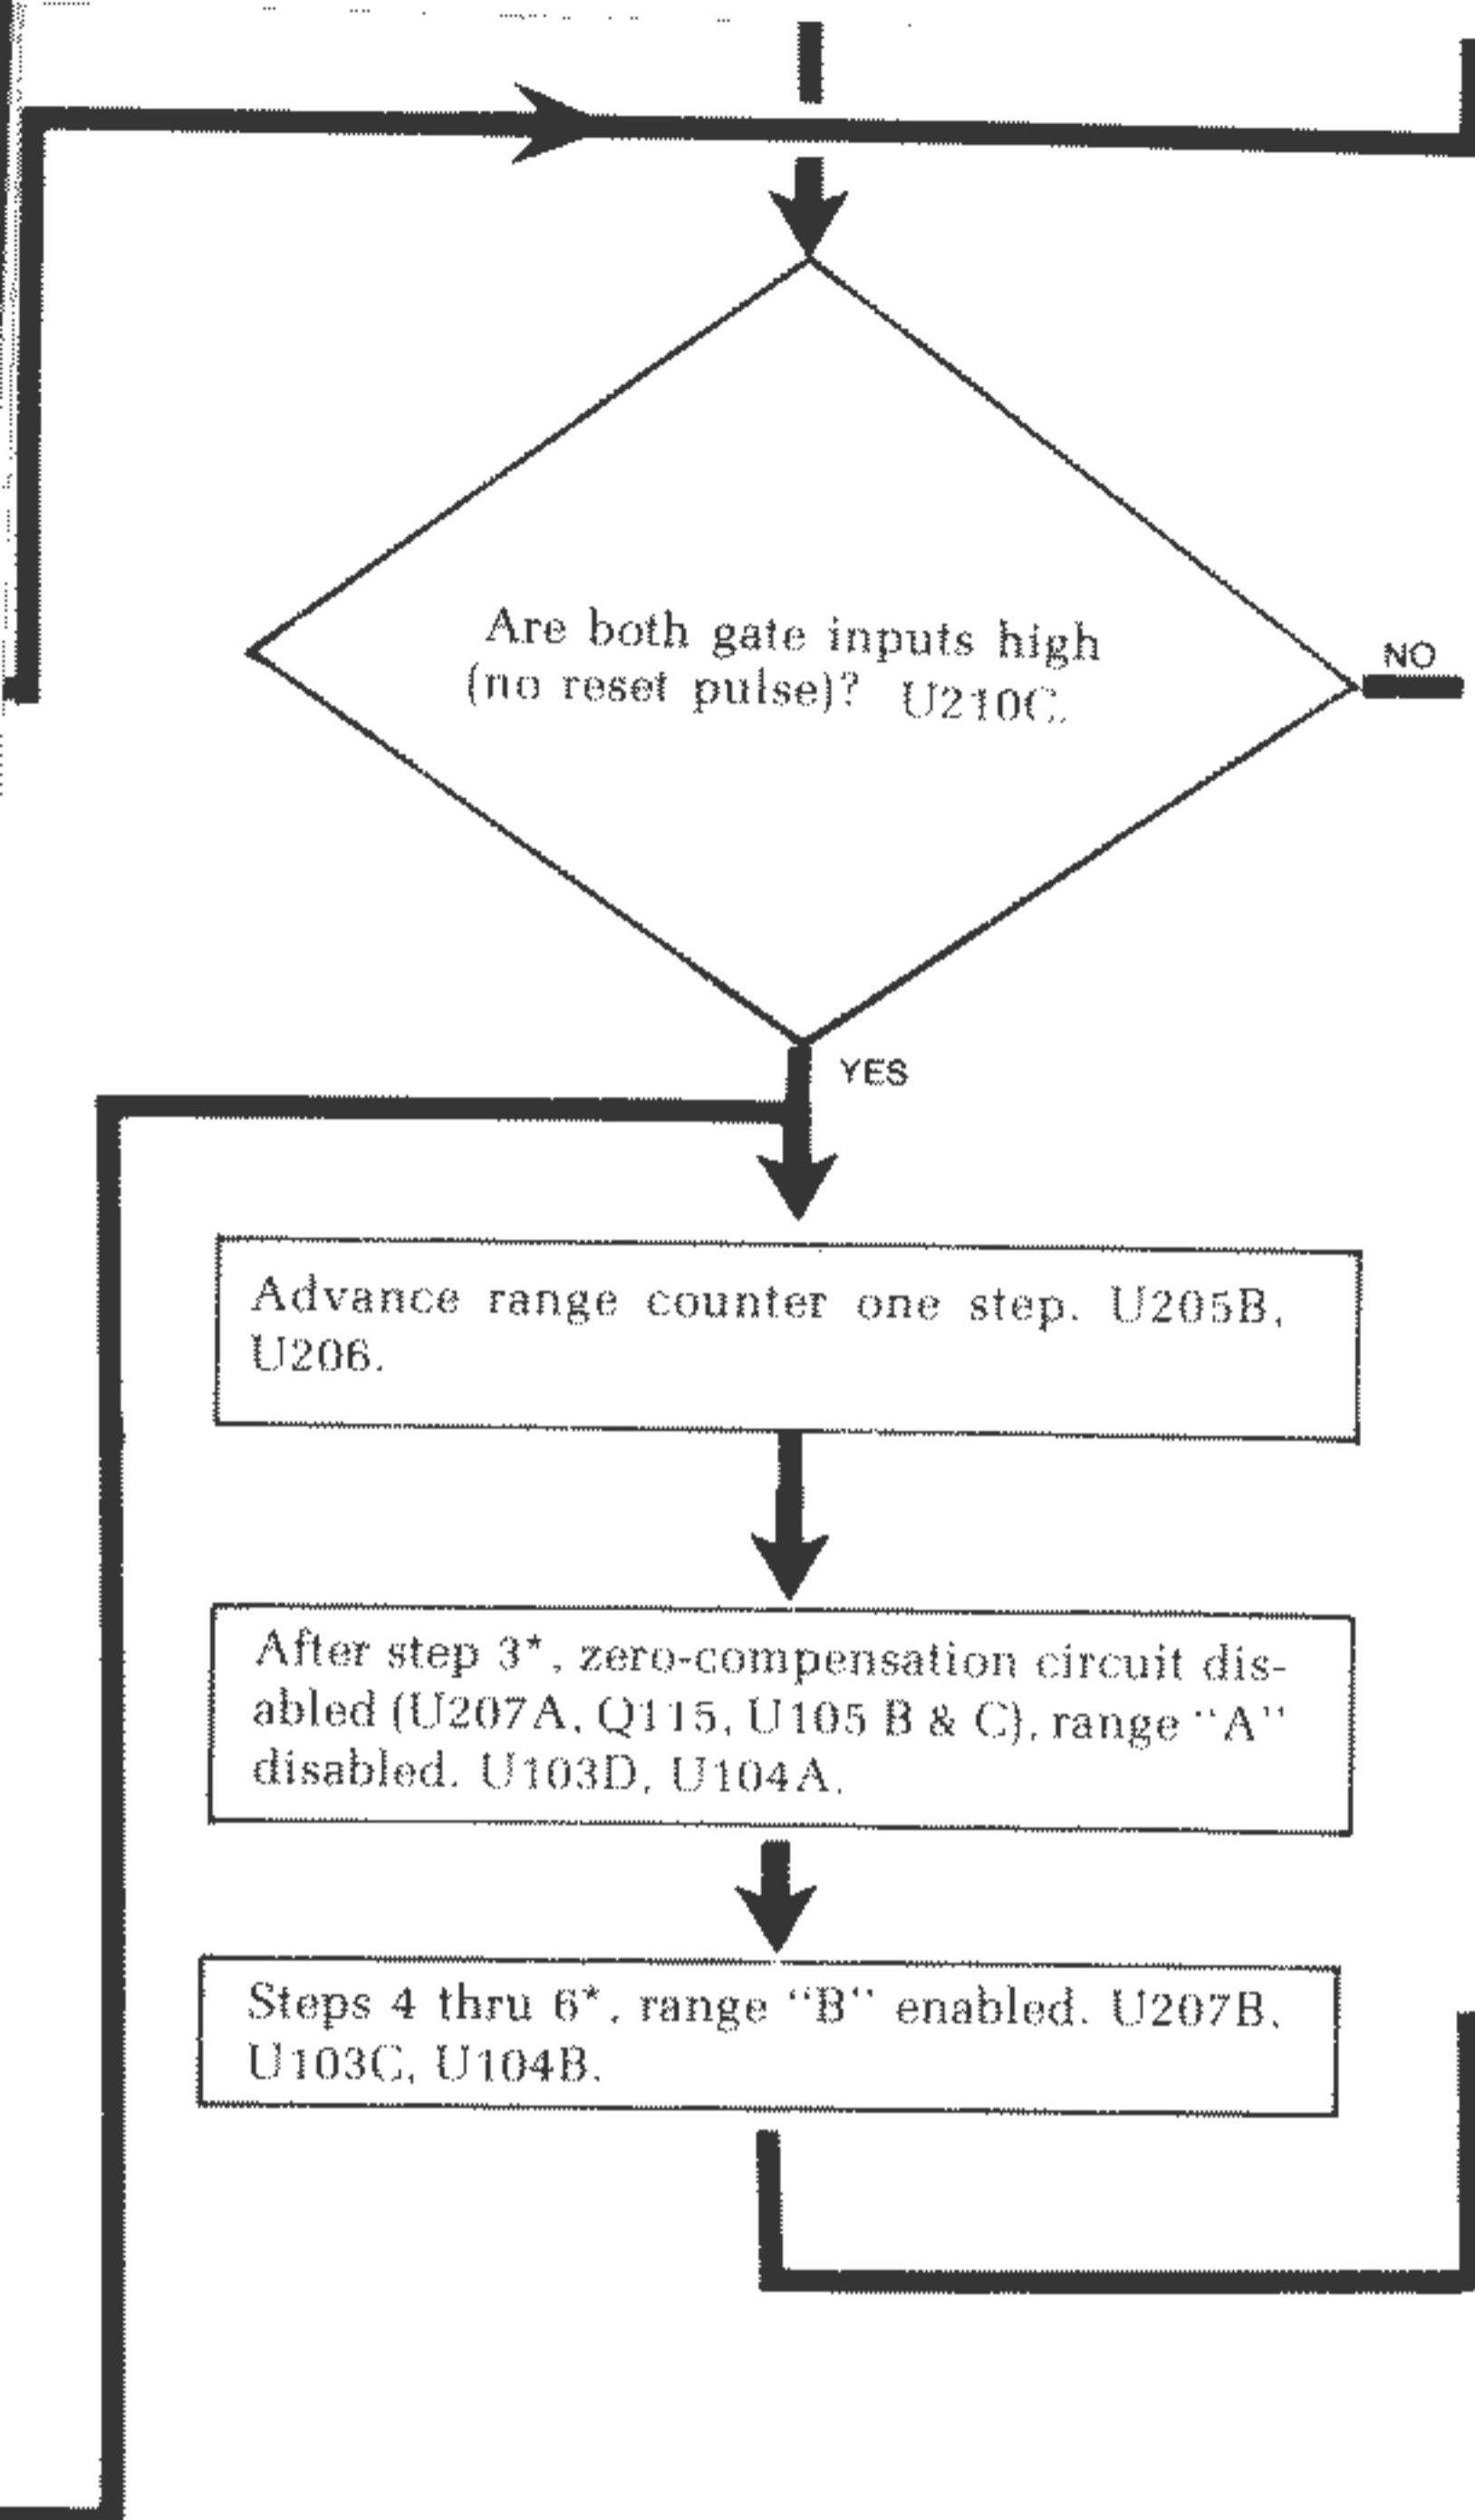 Are both gate inputs high
(no reset pulse)? U210C.
NO
YES
Advance range counter one step. U205B,
U206.
After step 3*, zero-compensation circuit dis-
abled (U207A, Q115, U105 B & C), range “A”
disabled. U103D, U104A.
Steps 4 thru 6*, range “B” enabled. U207B,
U103C, U104B.